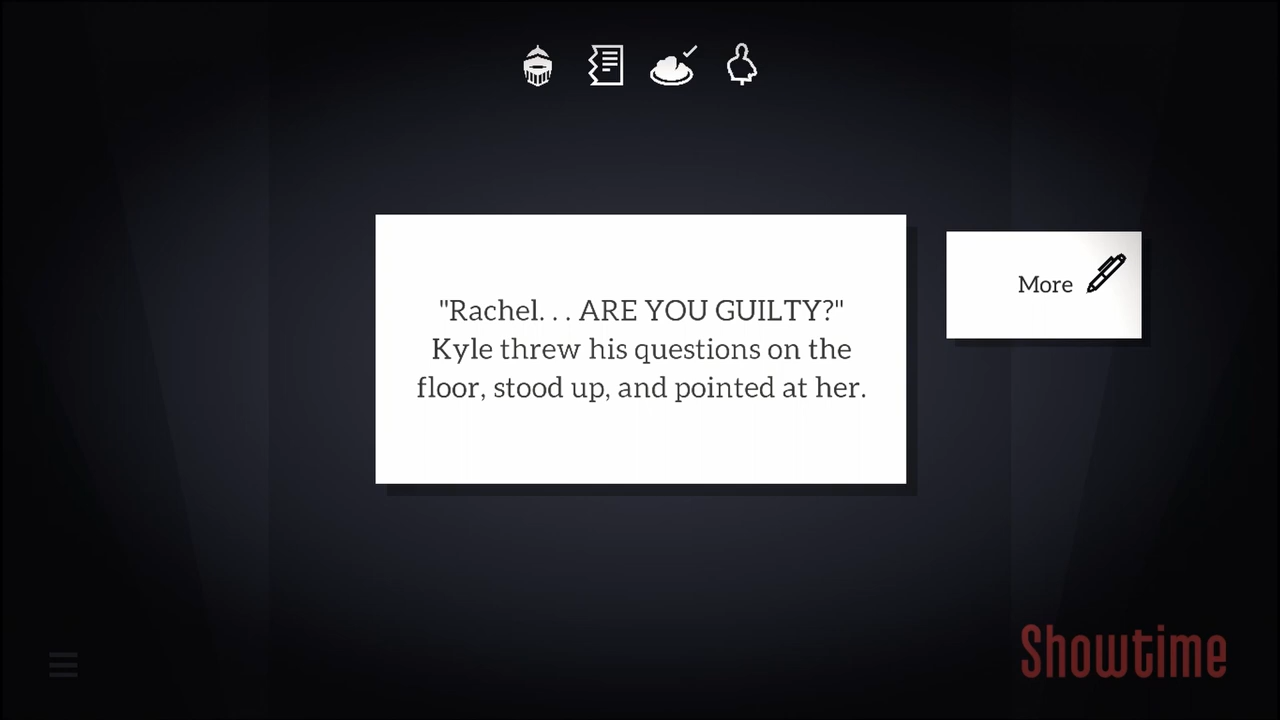 "Rachel. . . ARE YOU GUILTY?"
Kyle threw his questions on the
floor, stood up, and pointed at her.
More
Showtime